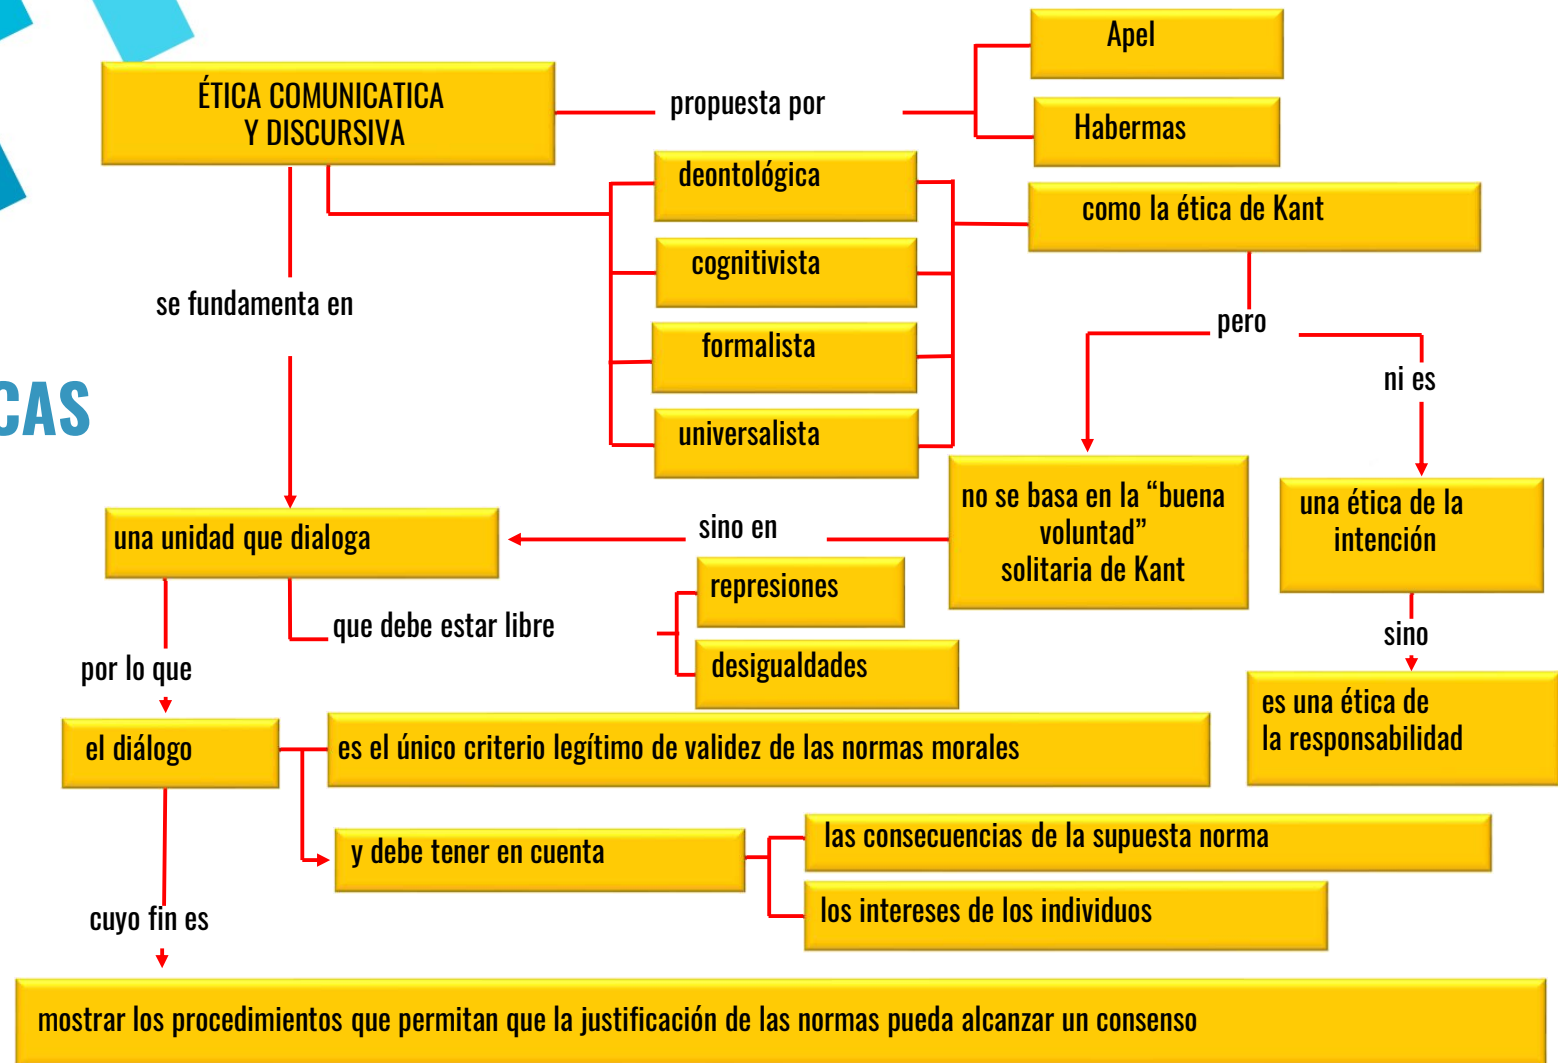 Apel
ÉTICA COMUNICATICA
Y DISCURSIVA
propuesta por
Habermas
deontológica
como la ética de Kant
cognitivista
se fundamenta en
pero
formalista
ni es
CAS
universalista
no se basa en la “buena
voluntad”
solitaria de Kant
una ética de la
intención
una unidad que dialoga
sino en
represiones
que debe estar libre
sino
por lo que
desigualdades
es una ética de
la responsabilidad
el diálogo
es el único criterio legítimo de validez de las normas morales
las consecuencias de la supuesta norma
y debe tener en cuenta
los intereses de los individuos
cuyo fin es
mostrar los procedimientos que permitan que la justificación de las normas pueda alcanzar un consenso